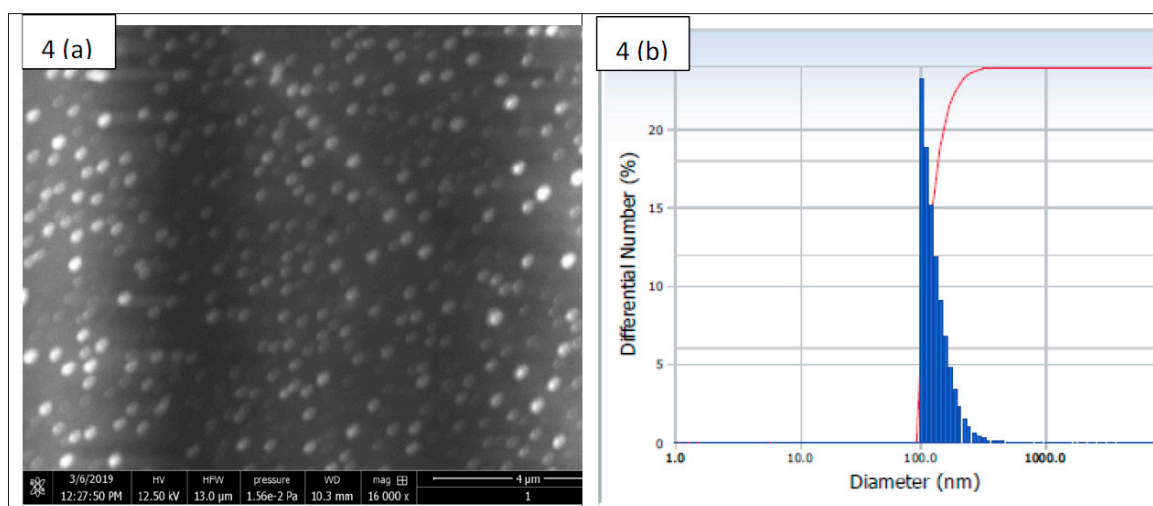 4 (a)
3/6/2019 HV HFW pressure WD mag 4 µm
12:27:50 PM 12.50 kV 13.0 µm 1.56e-2 Pa 10.3 mm 16 000 x 1
4 (b)
Differential Number (%)
20
15
10
5
0
1.0 10.0 100.0 1000.0
Diameter (nm)